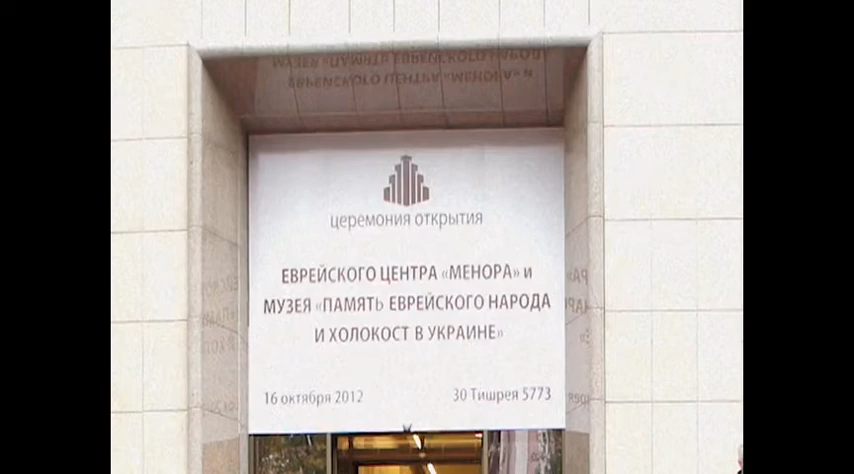 церемония открытия
ЕВРЕЙСКОГО ЦЕНТРА «МЕНОРА» и
МУЗЕЯ «ПАМЯТЬ ЕВРЕЙСКОГО НАРОДА
И ХОЛОКОСТ В УКРАИНЕ»
16 октября 2012 30 Тишрея 5773